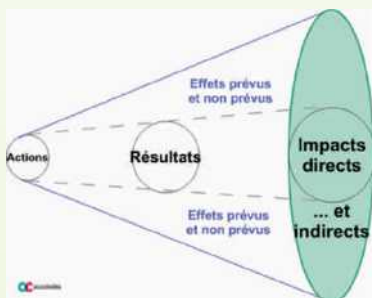 Effets prévus
et non prévus
Actions
Résultats
Impacts
directs
... et
indirects
Effets prévus
et non prévus